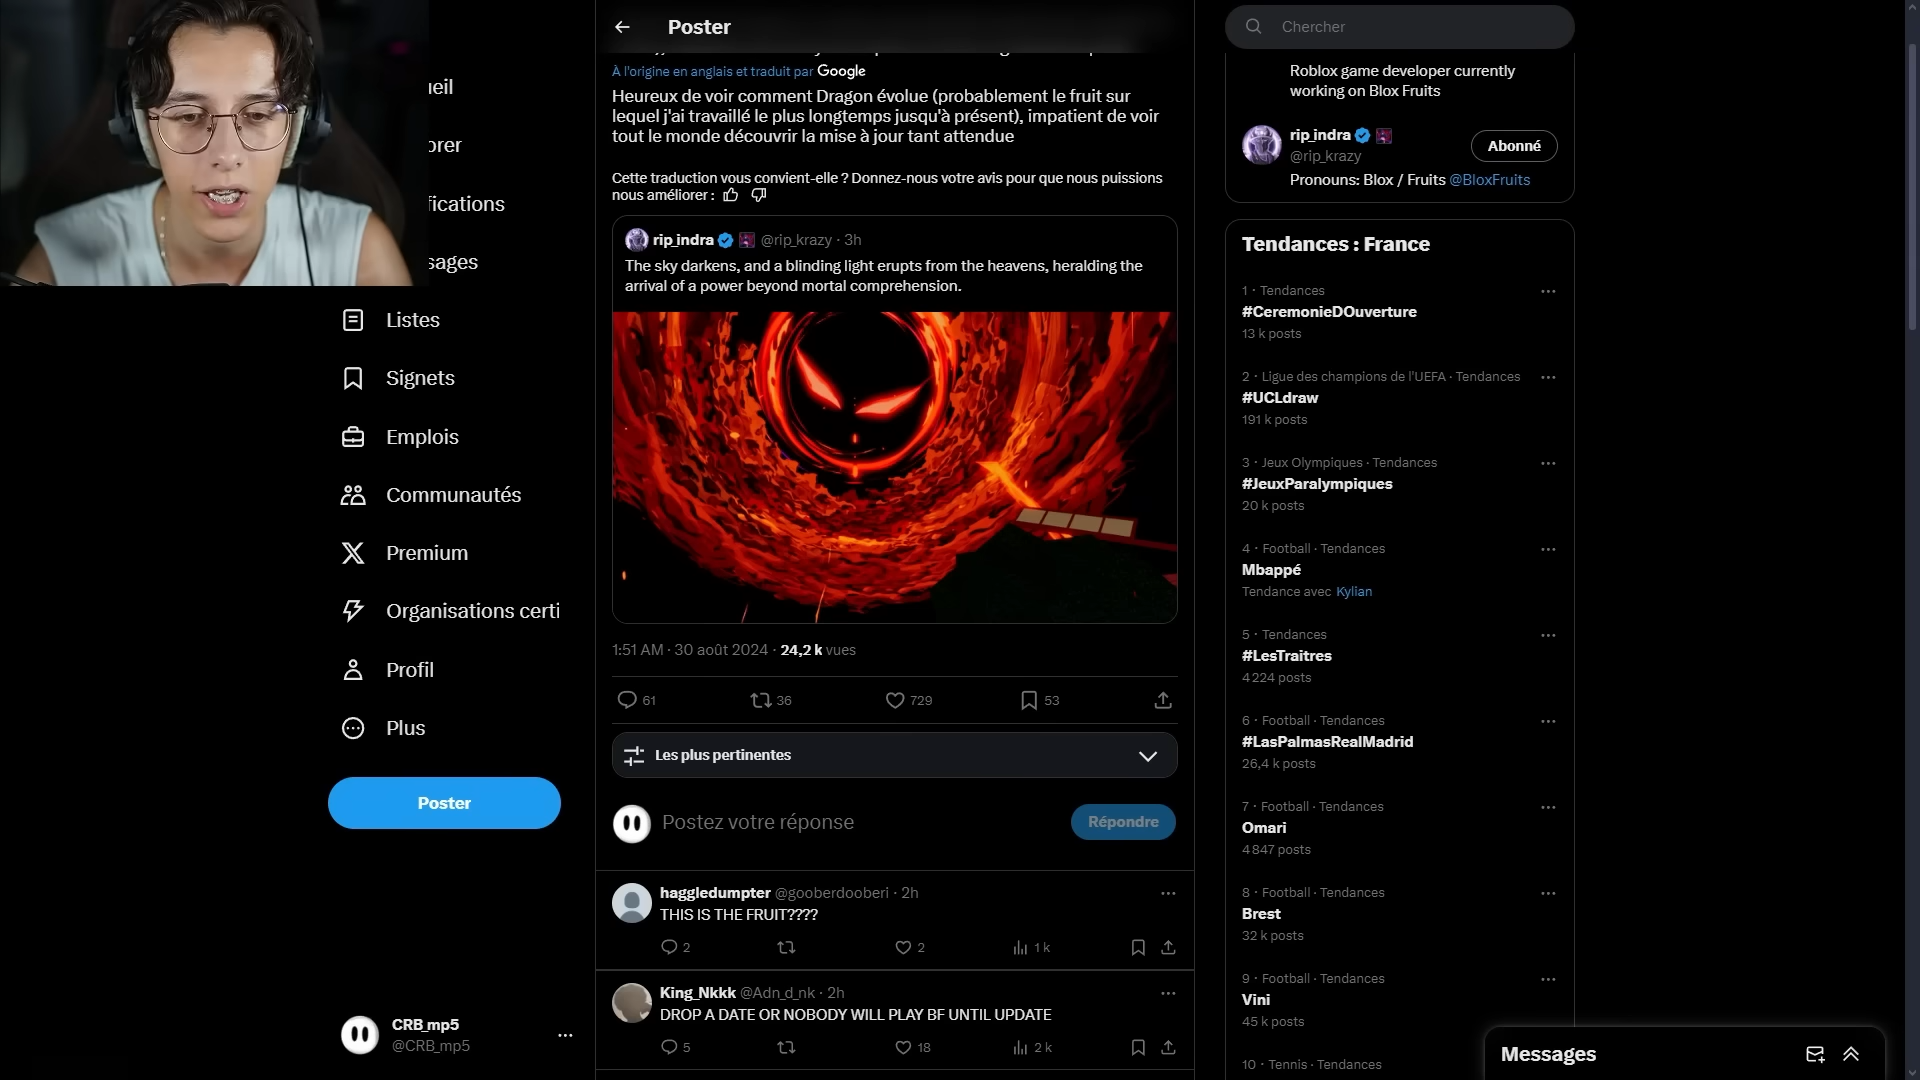 Poster
Chercher
eil
orer
fications
sages
Listes
Signets
Emplois
Communautés
Premium
Organisations certi
Profil
Plus
Poster
CRB_mp5
@CRB_mp5
À l'origine en anglais et traduit par Google
Heureux de voir comment Dragon évolue (probablement le fruit sur
lequel j'ai travaillé le plus longtemps jusqu'à présent), impatient de voir
tout le monde découvrir la mise à jour tant attendue
Cette traduction vous convient-elle ? Donnez-nous votre avis pour que nous puissions
nous améliorer :
rip_indra @rip_krazy · 3h
The sky darkens, and a blinding light erupts from the heavens, heralding the
arrival of a power beyond mortal comprehension.
1:51 AM · 30 août 2024 · 24,2 k vues
61 36 729 53
Les plus pertinentes
Postez votre réponse
Répondre
haggledumpter @gooberdooberi · 2h
THIS IS THE FRUIT????
2 2 1 k
King_Nkkk @Adn_d_nk · 2h
DROP A DATE OR NOBODY WILL PLAY BF UNTIL UPDATE
5 18 2 k
Roblox game developer currently
working on Blox Fruits
rip_indra
@rip_krazy
Abonné
Pronouns: Blox / Fruits @BloxFruits
Tendances : France
1 · Tendances
#CeremonieDOuverture
13 k posts
2 · Ligue des champions de l'UEFA · Tendances
#UCLdraw
191 k posts
3 · Jeux Olympiques · Tendances
#JeuxParalympiques
20 k posts
4 · Football · Tendances
Mbappé
Tendance avec Kylian
5 · Tendances
#LesTraitres
4 224 posts
6 · Football · Tendances
#LasPalmasRealMadrid
26,4 k posts
7 · Football · Tendances
Omari
4 847 posts
8 · Football · Tendances
Brest
32 k posts
9 · Football · Tendances
Vini
45 k posts
10 · Tennis · Tendances
Messages